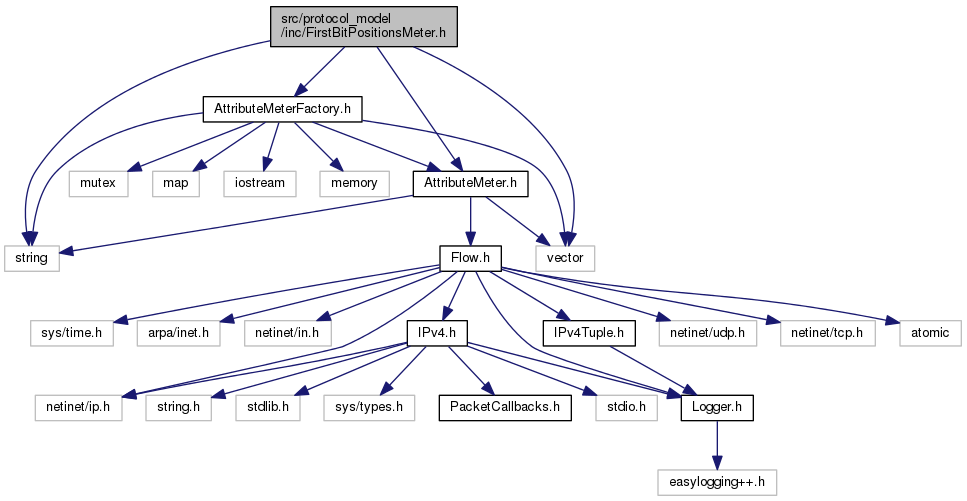 src/protocol_model
/inc/FirstBitPositionsMeter.h
AttributeMeterFactory.h
mutex
map
iostream
memory
AttributeMeter.h
string
Flow.h
vector
sys/time.h
arpa/inet.h
netinet/in.h
IPv4.h
IPv4Tuple.h
netinet/udp.h
netinet/tcp.h
atomic
netinet/ip.h
string.h
stdlib.h
sys/types.h
PacketCallbacks.h
stdio.h
Logger.h
easylogging++.h